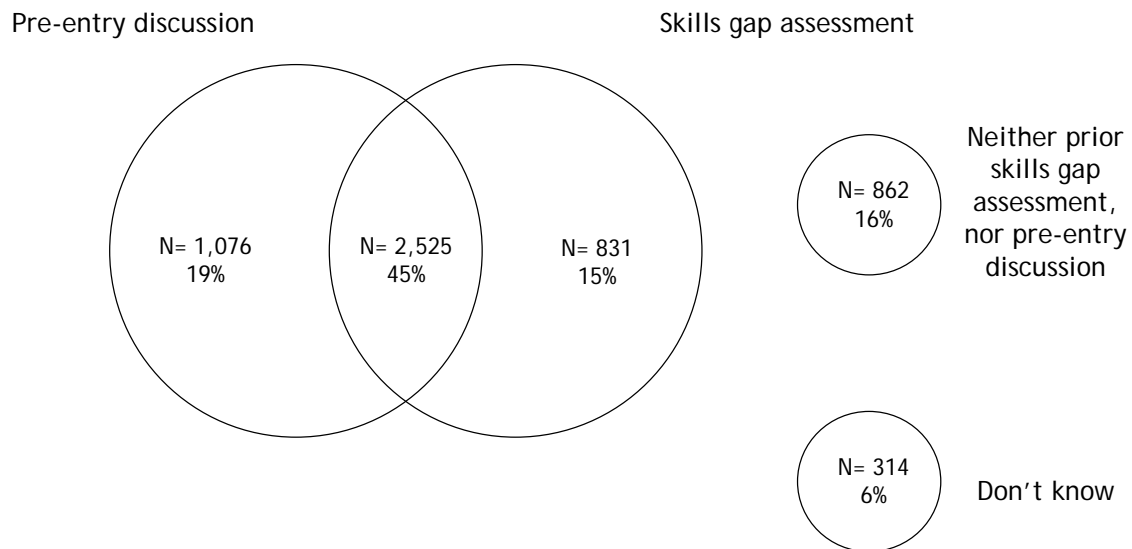 Pre-entry discussion
Skills gap assessment
N= 1,076
19%
N= 2,525
45%
N= 831
15%
N= 862
16%
Neither prior
skills gap
assessment,
nor pre-entry
discussion
N= 314
6%
Don't know